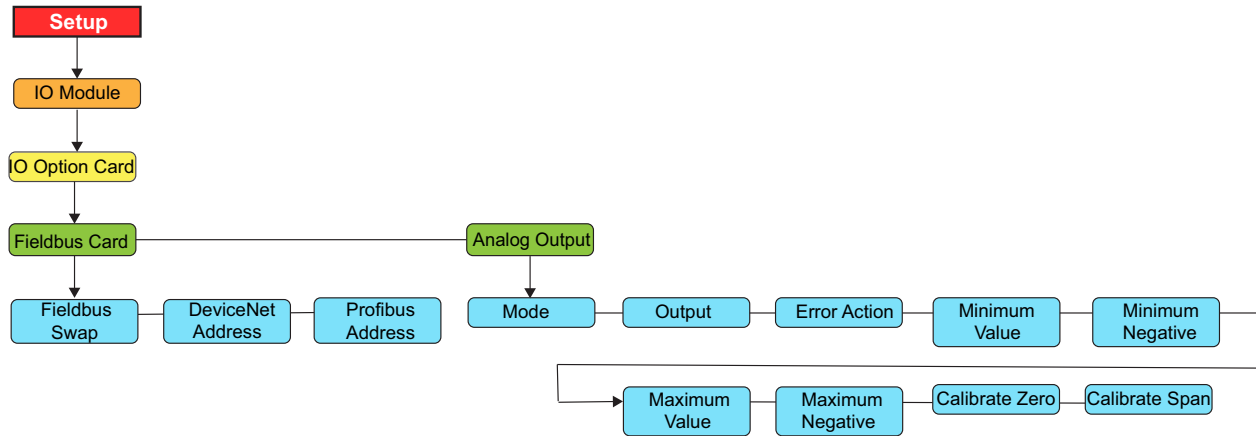 Setup
IO Module
IO Option Card
Fieldbus Card
Analog Output
Fieldbus
Swap
DeviceNet
Address
Profibus
Address
Mode
Output
Error Action
Minimum
Value
Minimum
Negative
Maximum
Value
Maximum
Negative
Calibrate Zero
Calibrate Span